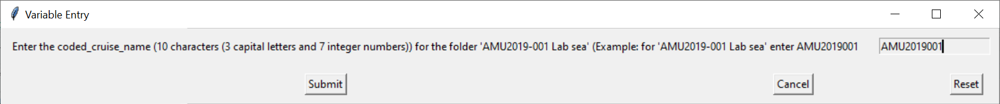 Variable Entry
Enter the coded_cruise_name (10 characters (3 capital letters and 7 integer numbers)) for the folder 'AMU2019-001 Lab sea' (Example: for 'AMU2019-001 Lab sea' enter AMU2019001 AMU2019001
Submit Cancel Reset